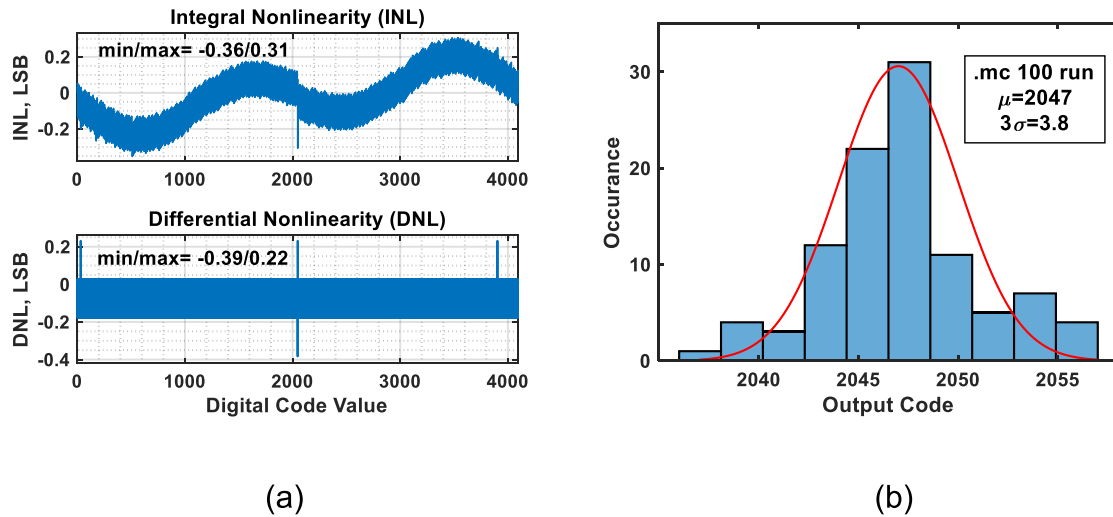 Integral Nonlinearity (INL)
min/max= -0.36/0.31
INL, LSB
0.2
0
-0.2
0 1000 2000 3000 4000
Differential Nonlinearity (DNL)
min/max= -0.39/0.22
DNL, LSB
0.2
0
-0.2
-0.4
0 1000 2000 3000 4000
Digital Code Value
(a)
Occurance
30
20
10
0
.mc 100 run
μ=2047
3σ=3.8
2040 2045 2050 2055
Output Code
(b)